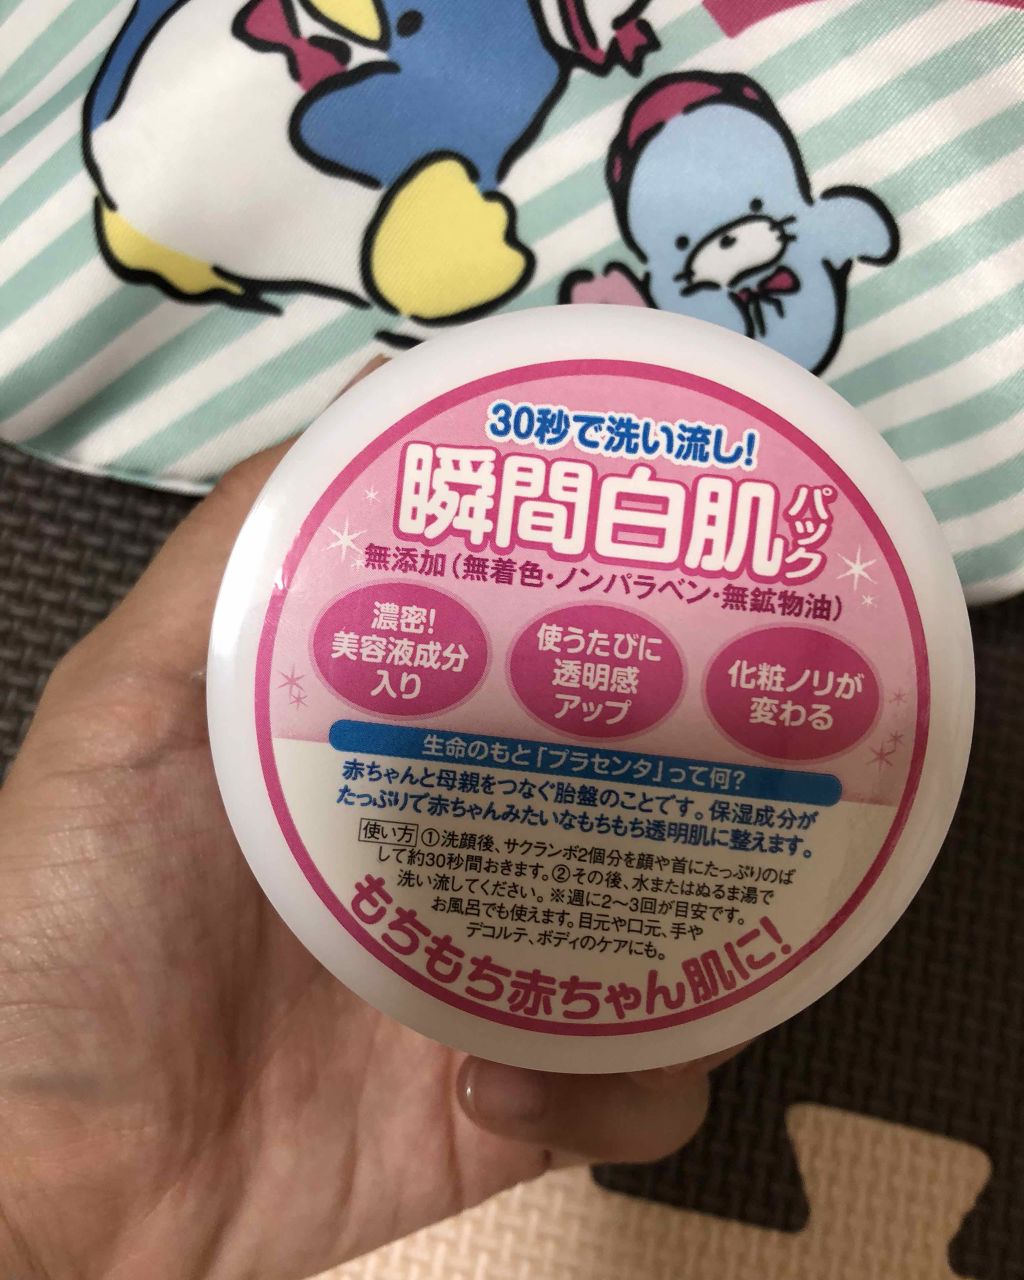 30秒で洗い流し!
瞬間白肌パック
無添加(無着色・ノンパラベン・無鉱物油)
濃密!
美容液成分
入り
使うたびに
透明感
アップ
化粧ノリが
変わる
生命のもと「プラセンタ」って何?
赤ちゃんと母親をつなぐ胎盤のことです。保湿成分が
たっぷりで赤ちゃんみたいなもちもち透明肌に整えます。
使い方 ①洗顔後、サクランボ2個分を顔や首にたっぷりのば
して約30秒間おきます。②その後、水またはぬるま湯で
洗い流してください。※週に2〜3回が目安です。
お風呂でも使えます。目元や口元、手や
デコルテ、ボディのケアにも。
もちもち赤ちゃん肌に!